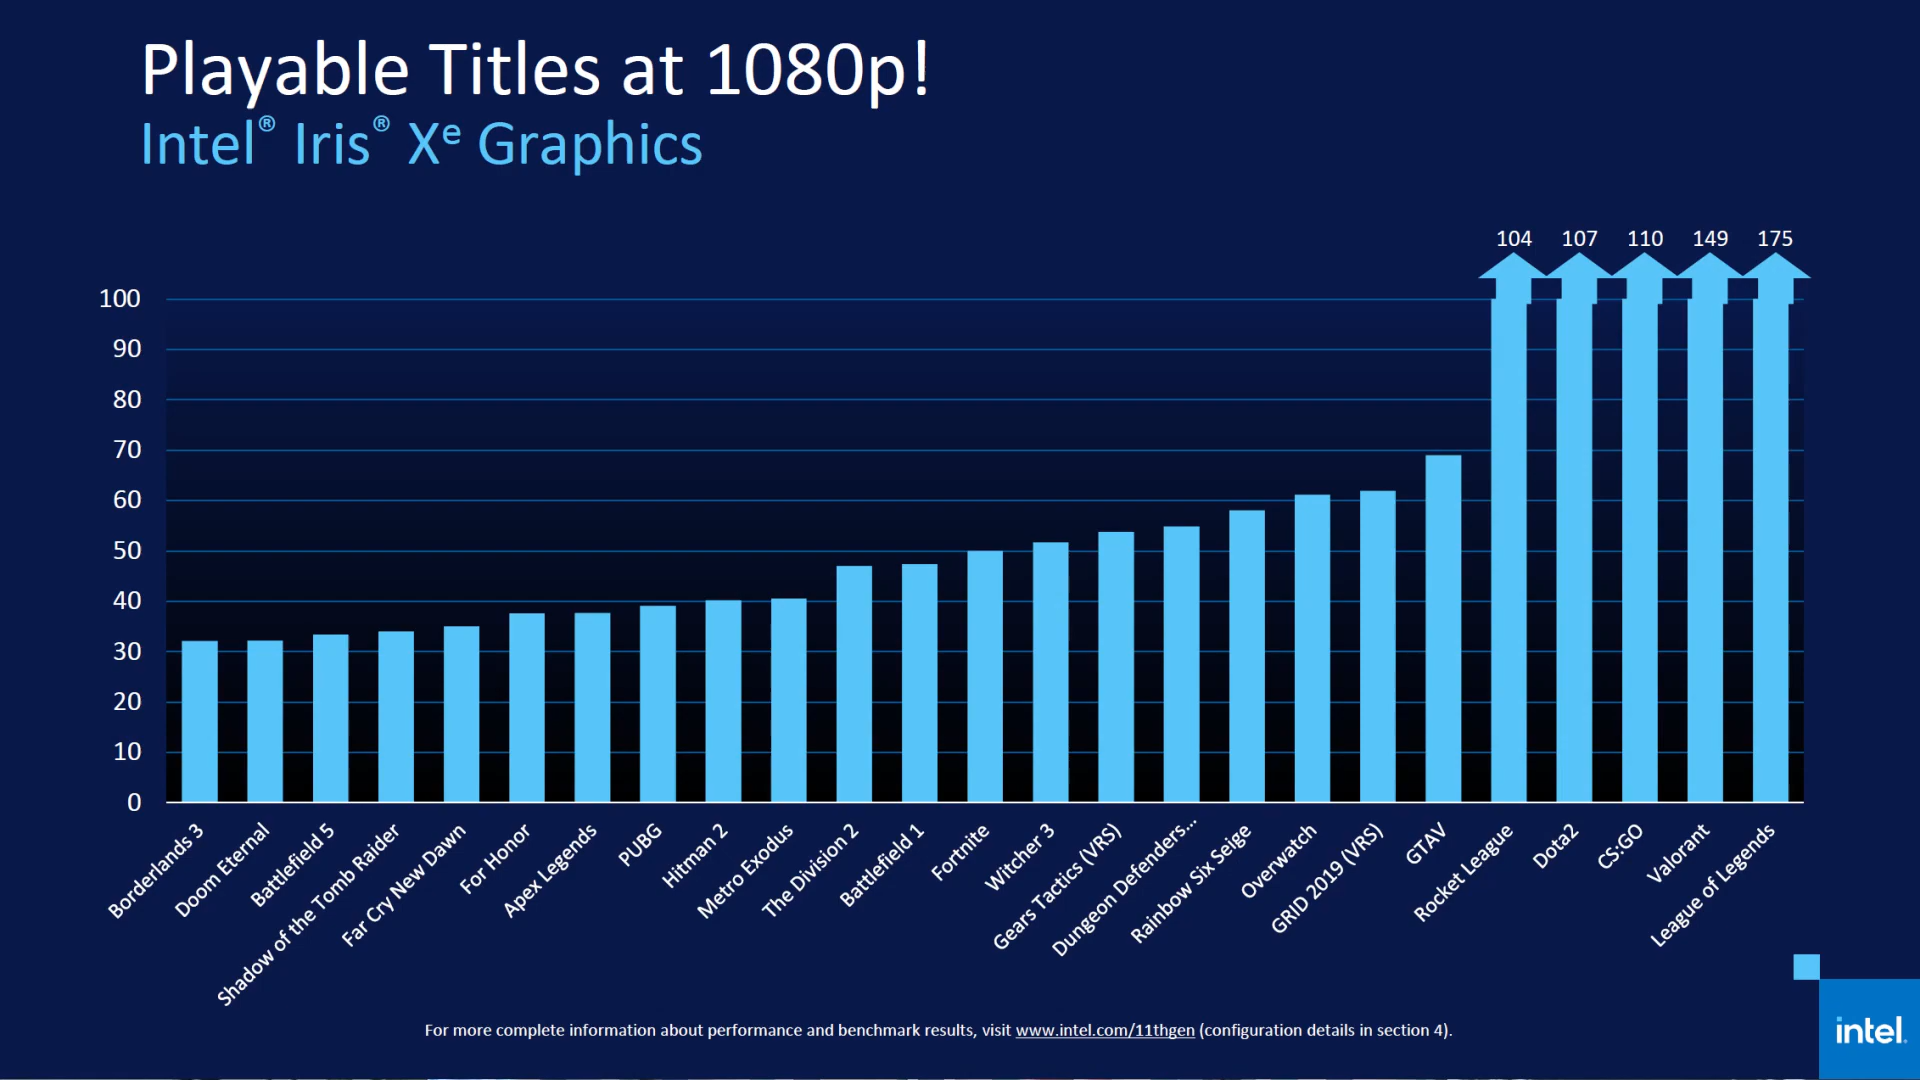 Playable Titles at 1080p!
Intel® Iris® Xe Graphics
104 107 110 149 175
100
90
80
70
60
50
40
30
20
10
0
Borderlands 3
Doom Eternal
Battlefield 5
Shadow of the Tomb Raider
Far Cry New Dawn
For Honor
Apex Legends
PUBG
Hitman 2
Metro Exodus
The Division 2
Battlefield 1
Fortnite
Witcher 3
Gears Tactics (VRS)
Dungeon Defenders...
Rainbow Six Seige
Overwatch
GRID 2019 (VRS)
GTAV
Rocket League
Dota2
CS:GO
Valorant
League of Legends
For more complete information about performance and benchmark results, visit www.intel.com/11thgen (configuration details in section 4).
intel.